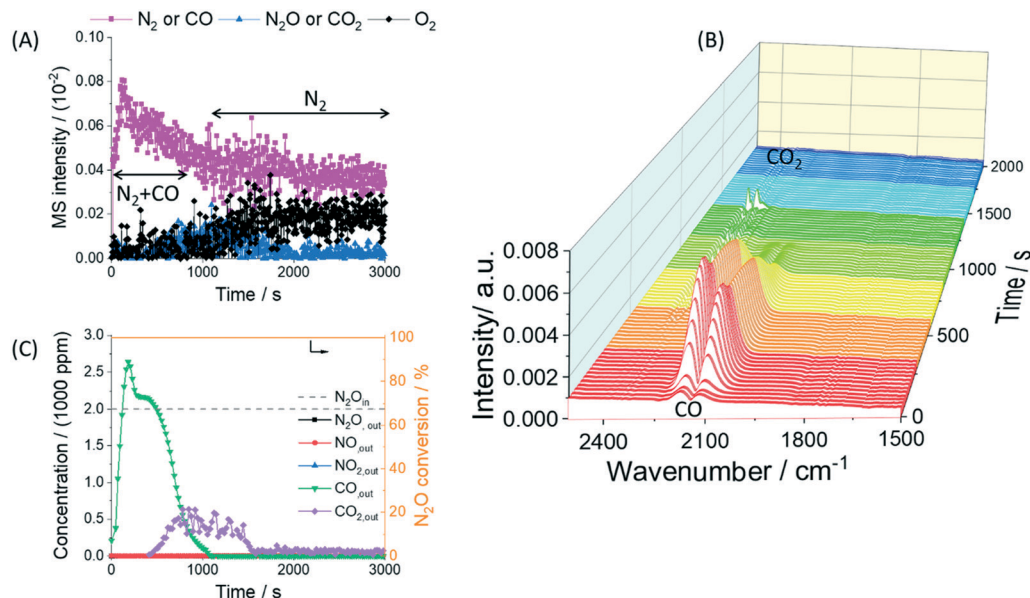 N2 or CO N2O or CO2 O2
(A)
MS intensity / (10-2)
0.10
0.08
0.06
0.04
0.02
0.00
N2
N2+CO
0 1000 2000 3000
Time / s
(B)
CO2
CO
Intensity/ a.u.
0.008
0.006
0.004
0.002
0.000
2400 2100 1800 1500
Wavenumber / cm-1
2000
1500
1000
500
0
Time / s
(C)
Concentration / (1000 ppm)
3.0
2.5
2.0
1.5
1.0
0.5
0.0
N2Oin
N2O,out
NO,out
NO2,out
CO,out
CO2,out
100
80
60
40
20
0
N2O conversion / %
0 1000 2000 3000
Time / s